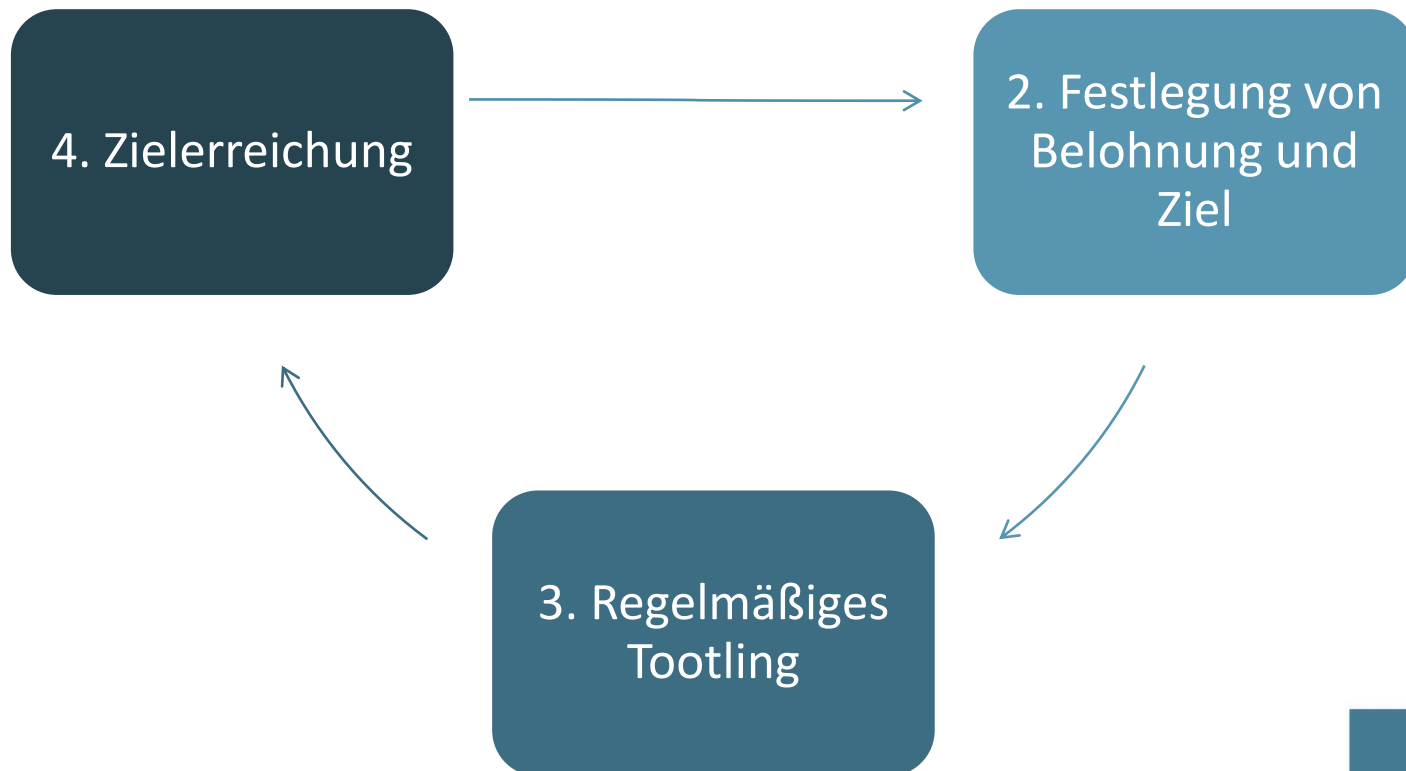 4. Zielerreichung
2. Festlegung von
Belohnung und
Ziel
3. Regelmäßiges
Tootling